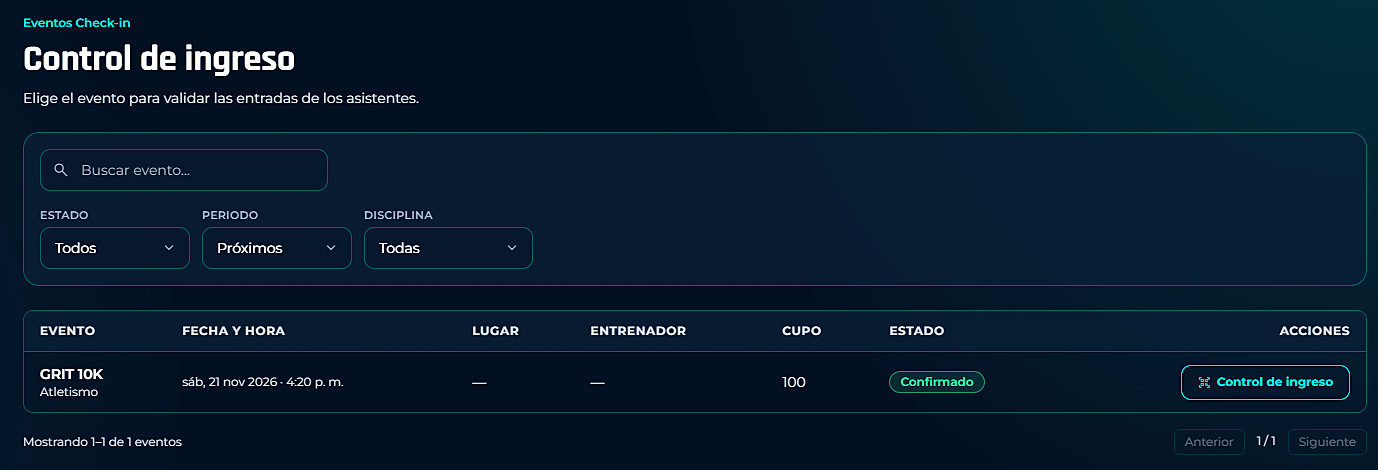 Eventos Check-in
Control de ingreso
Elige el evento para validar las entradas de los asistentes.
Buscar evento...
ESTADO PERIODO DISCIPLINA
Todos Próximos Todas
EVENTO FECHA Y HORA LUGAR ENTRENADOR CUPO ESTADO ACCIONES
GRIT 10K
Atletismo
sáb, 21 nov 2026 · 4:20 p. m. — — 100 Confirmado Control de ingreso
Mostrando 1–1 de 1 eventos Anterior 1 / 1 Siguiente